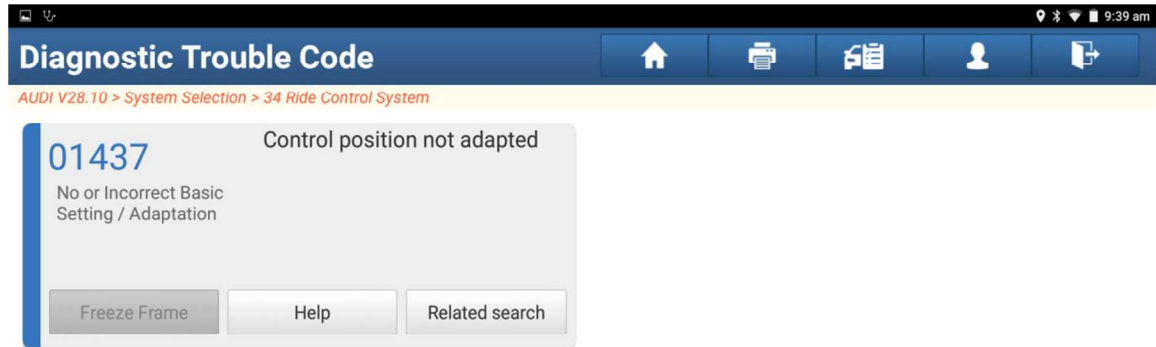 9:39 am
Diagnostic Trouble Code
AUDI V28.10 > System Selection > 34 Ride Control System
01437
Control position not adapted
No or Incorrect Basic
Setting / Adaptation
Freeze Frame
Help
Related search